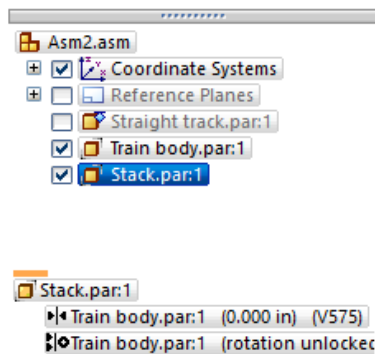 Asm2.asm
Coordinate Systems
Reference Planes
Straight track.par:1
Train body.par:1
Stack.par:1
Stack.par:1
Train body.par:1 (0.000 in) (V575)
Train body.par:1 (rotation unlocked